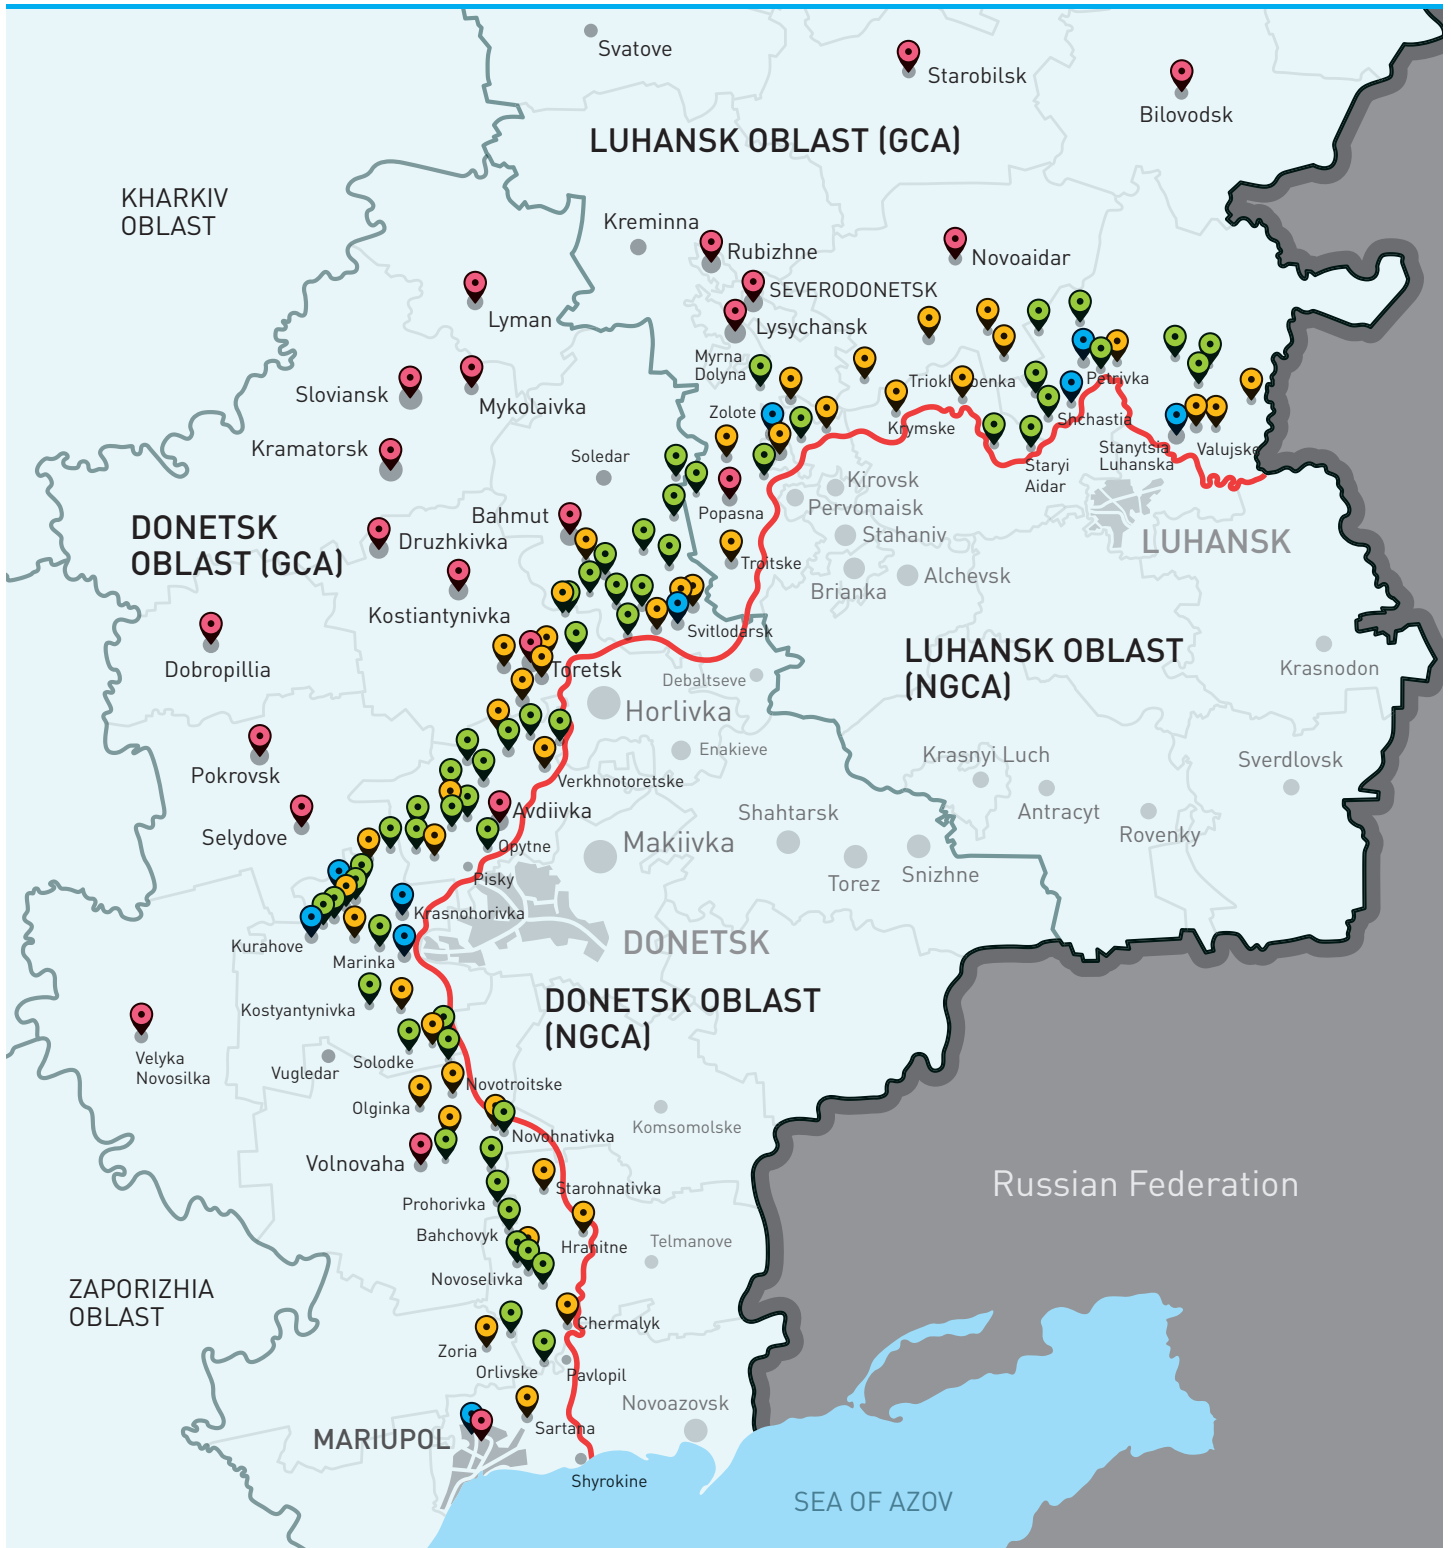 Svatove
Starobilsk
Bilovodsk
LUHANSK OBLAST (GCA)
KHARKIV
OBLAST
Kreminna
Rubizhne
Novoaidar
SEVERODONETSK
Lyman
Lysychansk
Myrna
Dolyna
Petrivka
Sloviansk
Mykolaivka
Zolote
Krymske
Shchastia
Kramatorsk
Soledar
Stanytsia
Luhanska
Valujske
Staryi
Aidar
Kirovsk
Popasna
Pervomaisk
Bahmut
DONETSK
OBLAST (GCA)
Druzhkivka
Stahaniv
LUHANSK
Troitske
Alchevsk
Brianka
Kostiantynivka
Svitlodarsk
LUHANSK OBLAST
(NGCA)
Krasnodon
Dobropillia
Toretsk
Debaltseve
Horlivka
Enakieve
Krasnyi Luch
Sverdlovsk
Pokrovsk
Verkhnotoretske
Avdiivka
Shahtarsk
Antracyt
Rovenky
Selydove
Opytne
Makiivka
Torez
Snizhne
Pisky
Krasnohorivka
Kurahove
DONETSK
Marinka
Kostyantynivka
DONETSK OBLAST
(NGCA)
Velyka
Novosilka
Vugledar
Solodke
Novotroitske
Olginka
Komsomolske
Novohnativka
Volnovaha
Starohnativka
Russian Federation
Prohorivka
Bahchovyk
Hranitne
Telmanove
Novoselivka
ZAPORIZHIA
OBLAST
Chermalyk
Zoria
Orlivske
Pavlopil
Novoazovsk
MARIUPOL
Sartana
Shyrokine
SEA OF AZOV